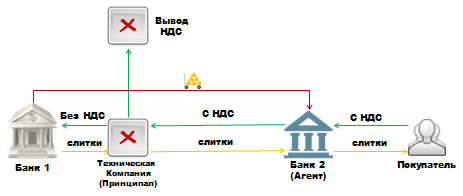 Вывод
НДС
Без НДС
С НДС
С НДС
слитки
слитки
слитки
Банк 1
Техническая
Компания
(Принципал)
Банк 2
(Агент)
Покупатель